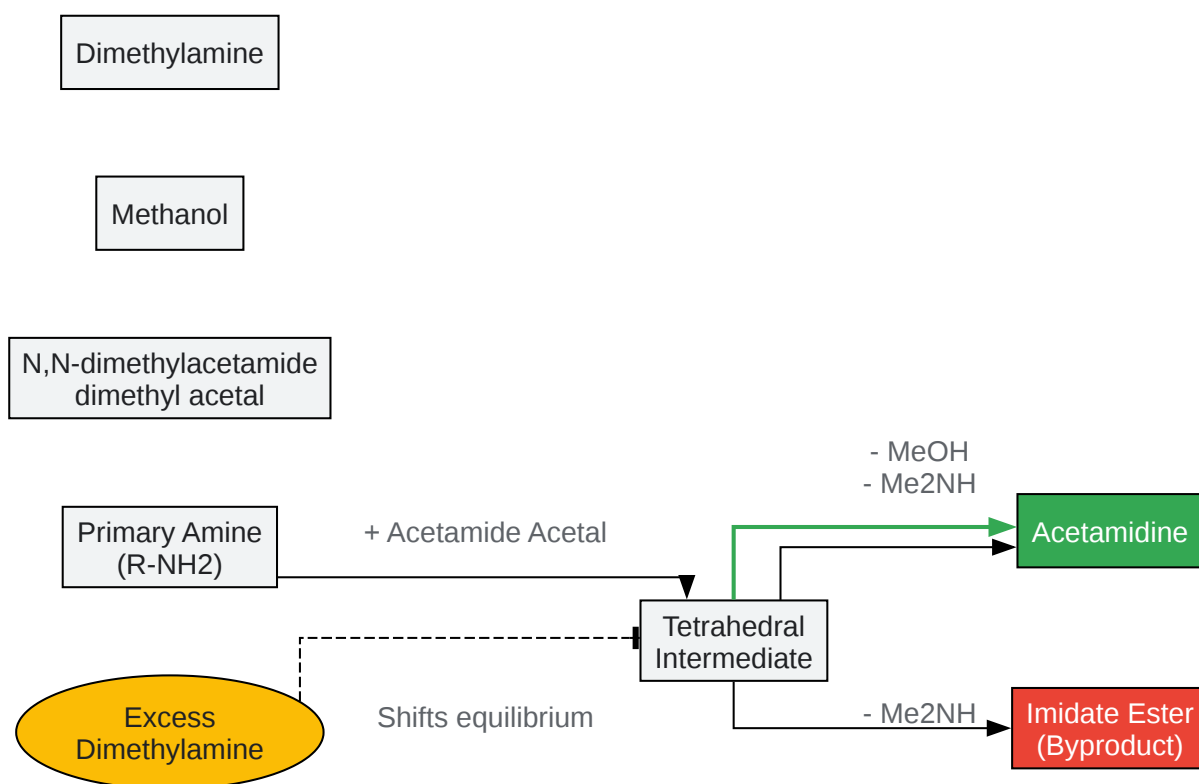 Dimethylamine
Methanol
N,N-dimethylacetamide
dimethyl acetal
- MeOH
- Me2NH
Primary Amine
(R-NH2)
+ Acetamide Acetal
Acetamidine
Tetrahedral
Intermediate
Excess
Dimethylamine
Shifts equilibrium
- Me2NH
Imidate Ester
(Byproduct)